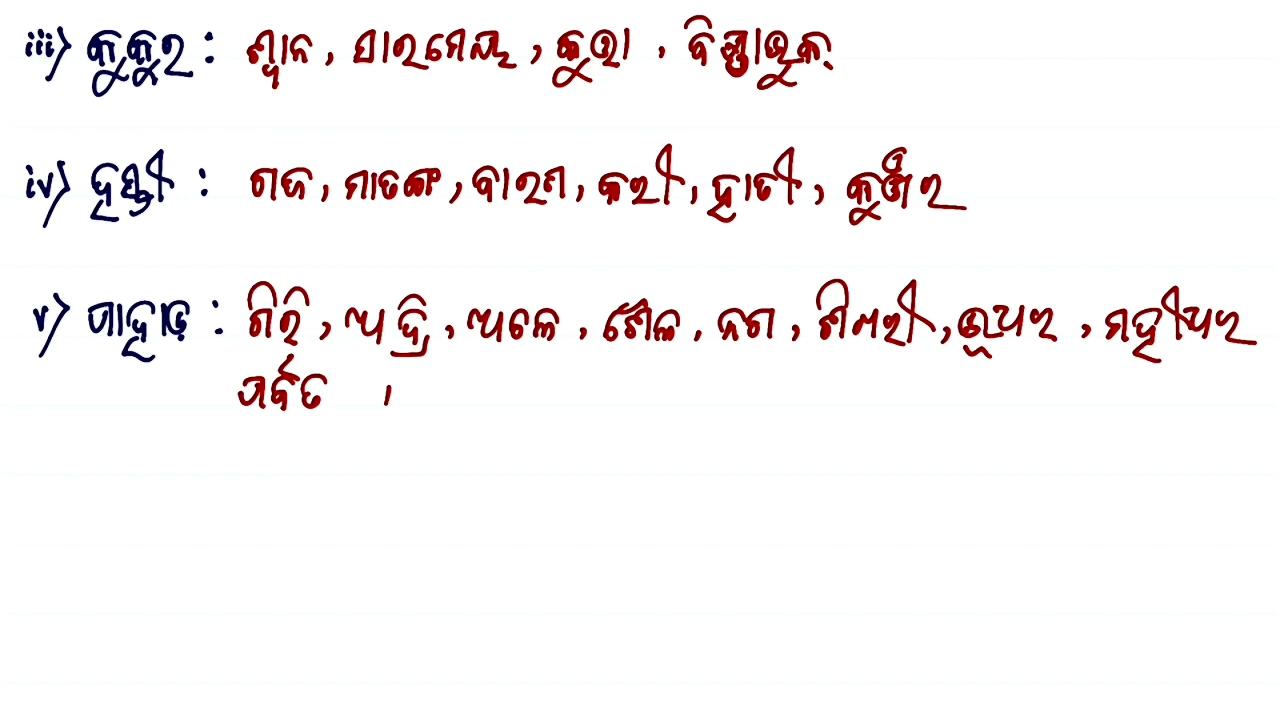 iii) କୁକୁର : ଶ୍ୱାନ, ସାରମେୟ, କୁତ୍ତା, ବିଷ୍ଠାଭୁକ୍
iv) ହସ୍ତୀ : ଗଜ, ମାତଙ୍ଗ, ବାରଣ, କରୀ, ହାତୀ, କୁଞ୍ଜର
v) ପାହାଡ଼ : ଗିରି, ଅଦ୍ରି, ଅଚଳ, ଶୈଳ, ନଗ, ଶିଖରୀ, ଭୂଧର, ମହୀଧର
ପର୍ବତ ।